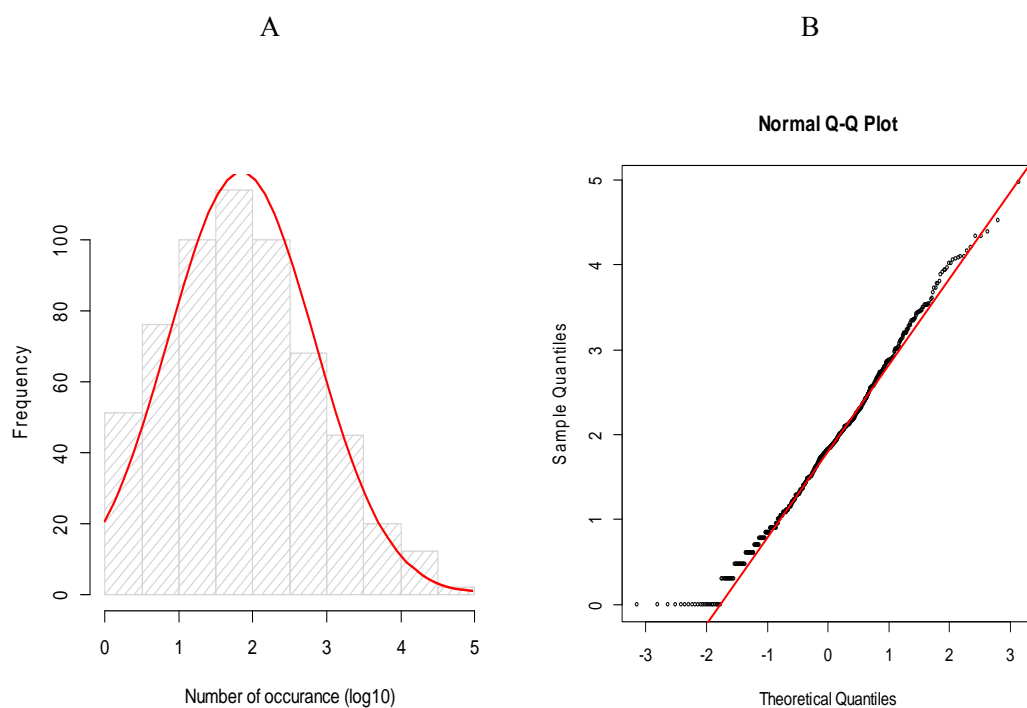 A
B
Normal Q-Q Plot
Frequency
0 20 40 60 80 100
0 1 2 3 4 5
Number of occurance (log10)
Sample Quantiles
0 1 2 3 4 5
-3 -2 -1 0 1 2 3
Theoretical Quantiles